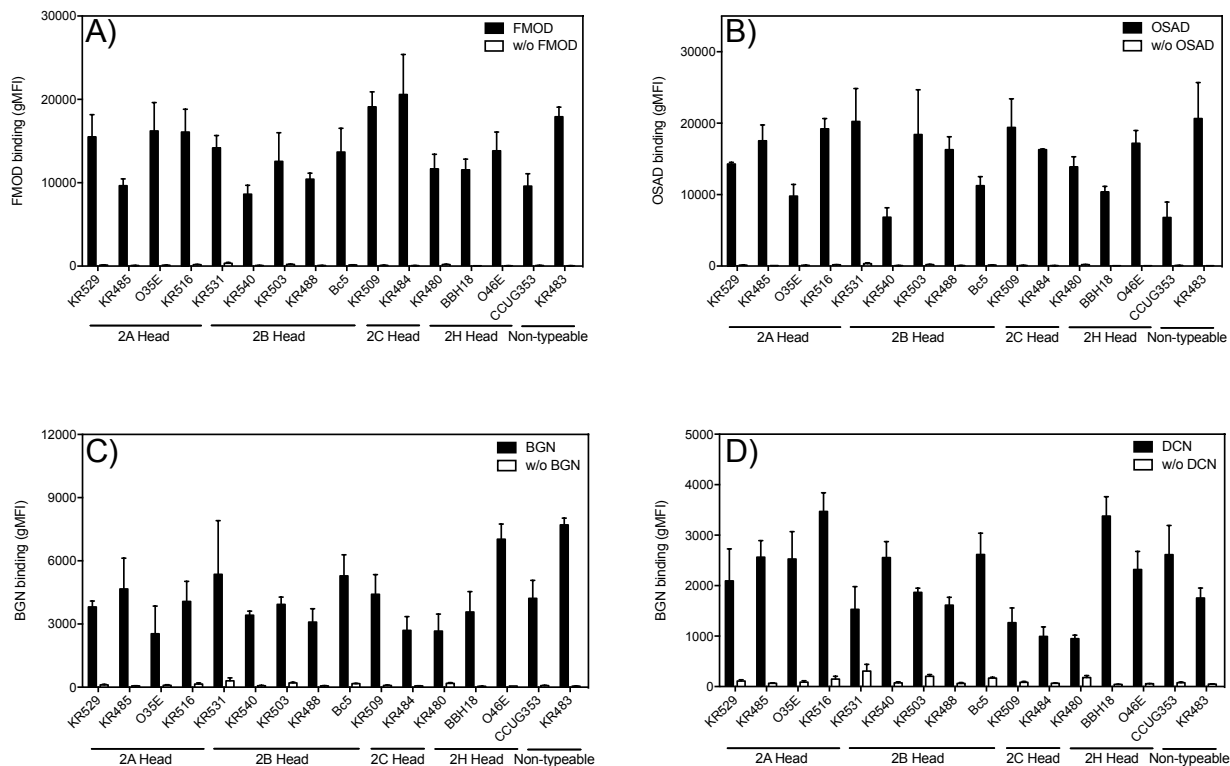 A)
FMOD
w/o FMOD
FMOD binding (gMFI)
30000
20000
10000
0
KR529
KR485
O35E
KR516
KR531
KR540
KR503
KR488
Bc5
KR509
KR484
KR480
BBH18
O46E
CCUG353
KR483
2A Head
2B Head
2C Head
2H Head
Non-typeable
B)
OSAD
w/o OSAD
OSAD binding (gMFI)
30000
20000
10000
0
KR529
KR485
O35E
KR516
KR531
KR540
KR503
KR488
Bc5
KR509
KR484
KR480
BBH18
O46E
CCUG353
KR483
2A Head
2B Head
2C Head
2H Head
Non-typeable
C)
BGN
w/o BGN
BGN binding (gMFI)
12000
9000
6000
3000
0
KR529
KR485
O35E
KR516
KR531
KR540
KR503
KR488
Bc5
KR509
KR484
KR480
BBH18
O46E
CCUG353
KR483
2A Head
2B Head
2C Head
2H Head
Non-typeable
D)
DCN
w/o DCN
BGN binding (gMFI)
5000
4000
3000
2000
1000
0
KR529
KR485
O35E
KR516
KR531
KR540
KR503
KR488
Bc5
KR509
KR484
KR480
BBH18
O46E
CCUG353
KR483
2A Head
2B Head
2C Head
2H Head
Non-typeable